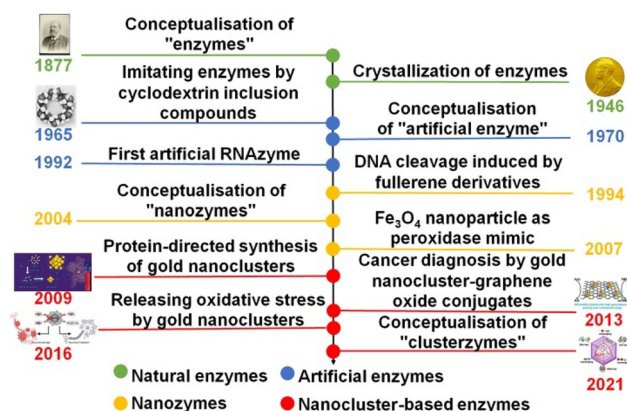 Conceptualisation of
"enzymes"
1877
Crystallization of enzymes
1946
Imitating enzymes by
cyclodextrin inclusion
compounds
1965
Conceptualisation
of "artificial enzyme"
1970
First artificial RNAzyme
1992
DNA cleavage induced by
fullerene derivatives
1994
Conceptualisation of
"nanozymes"
2004
Fe₃O₄ nanoparticle as
peroxidase mimic
2007
Protein-directed synthesis
of gold nanoclusters
2009
Cancer diagnosis by gold
nanocluster-graphene
oxide conjugates
2013
Releasing oxidative stress
by gold nanoclusters
2016
Conceptualisation of
"clusterzymes"
2021
Natural enzymes
Artificial enzymes
Nanozymes
Nanocluster-based enzymes